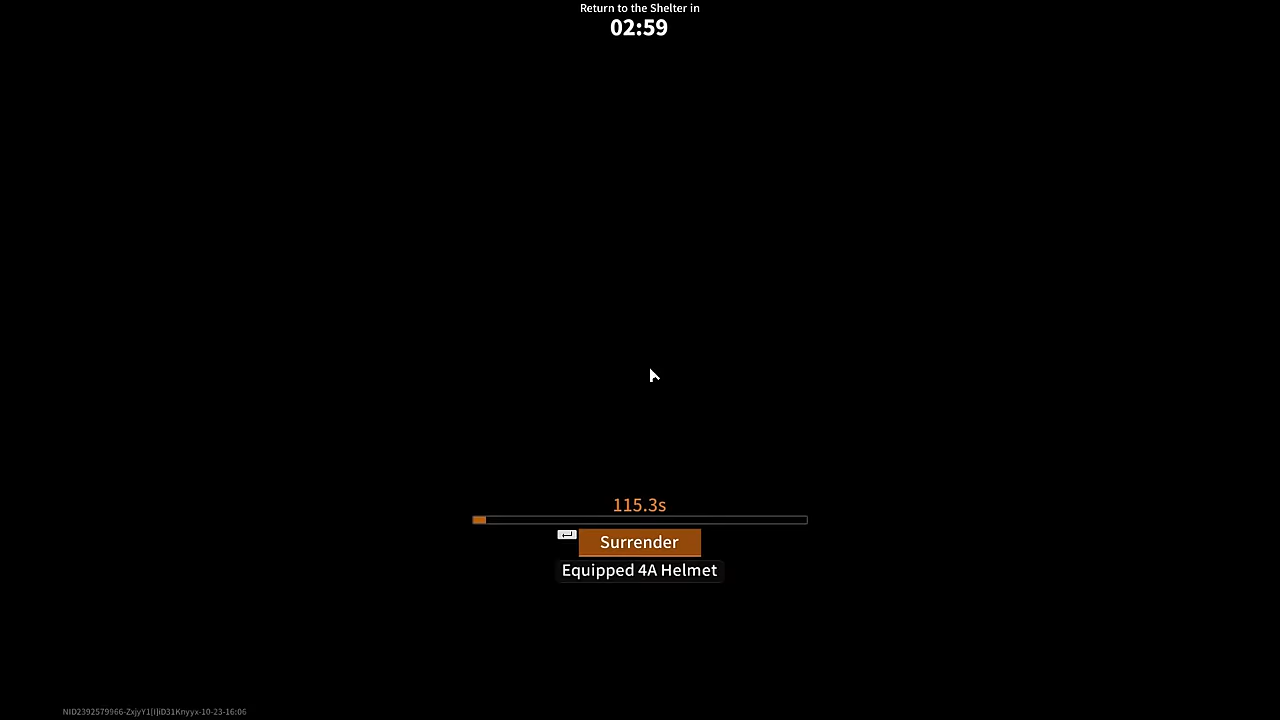 Return to the Shelter in
02:59
115.3s
Surrender
Equipped 4A Helmet